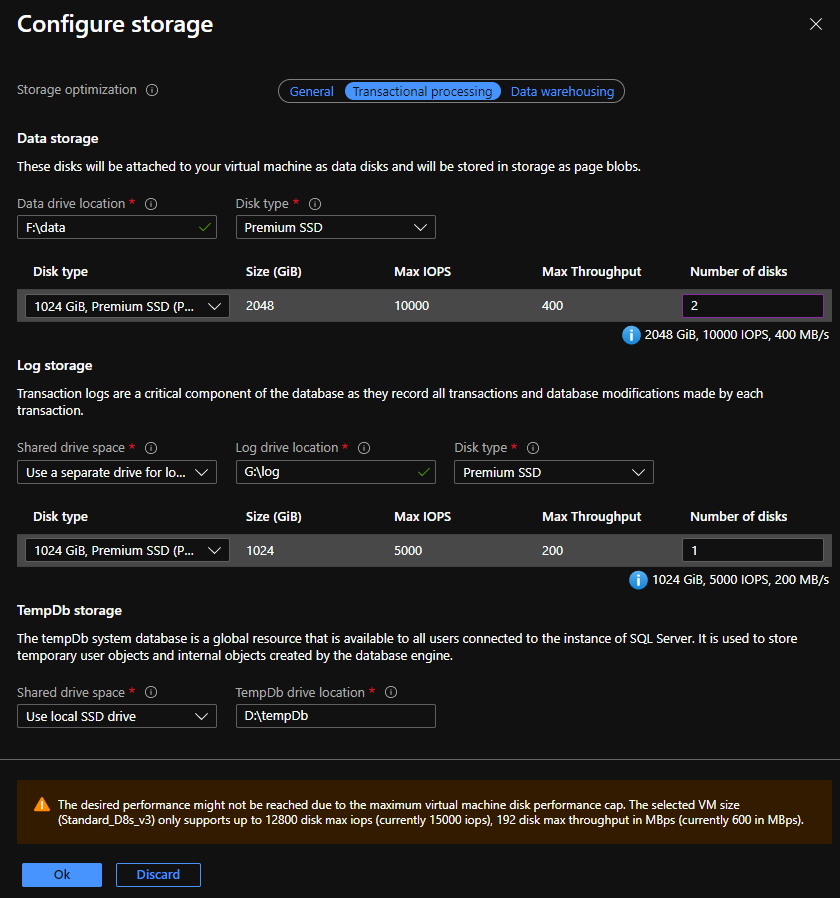 Configure storage
Storage optimization
General Transactional processing Data warehousing
Data storage
These disks will be attached to your virtual machine as data disks and will be stored in storage as page blobs.
Data drive location * Disk type *
F:\data Premium SSD
Disk type Size (GiB) Max IOPS Max Throughput Number of disks
1024 GiB, Premium SSD (P... 2048 10000 400 2
2048 GiB, 10000 IOPS, 400 MB/s
Log storage
Transaction logs are a critical component of the database as they record all transactions and database modifications made by each
transaction.
Shared drive space * Log drive location * Disk type *
Use a separate drive for lo... G:\log Premium SSD
Disk type Size (GiB) Max IOPS Max Throughput Number of disks
1024 GiB, Premium SSD (P... 1024 5000 200 1
1024 GiB, 5000 IOPS, 200 MB/s
TempDb storage
The tempDb system database is a global resource that is available to all users connected to the instance of SQL Server. It is used to store
temporary user objects and internal objects created by the database engine.
Shared drive space * TempDb drive location *
Use local SSD drive D:\tempDb
The desired performance might not be reached due to the maximum virtual machine disk performance cap. The selected VM size
(Standard_D8s_v3) only supports up to 12800 disk max iops (currently 15000 iops), 192 disk max throughput in MBps (currently 600 in MBps).
Ok Discard